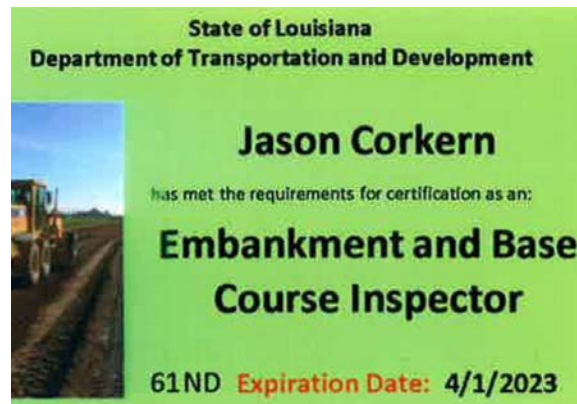 State of Louisiana
Department of Transportation and Development
Jason Corkern
has met the requirements for certification as an:
Embankment and Base
Course Inspector
61ND Expiration Date: 4/1/2023